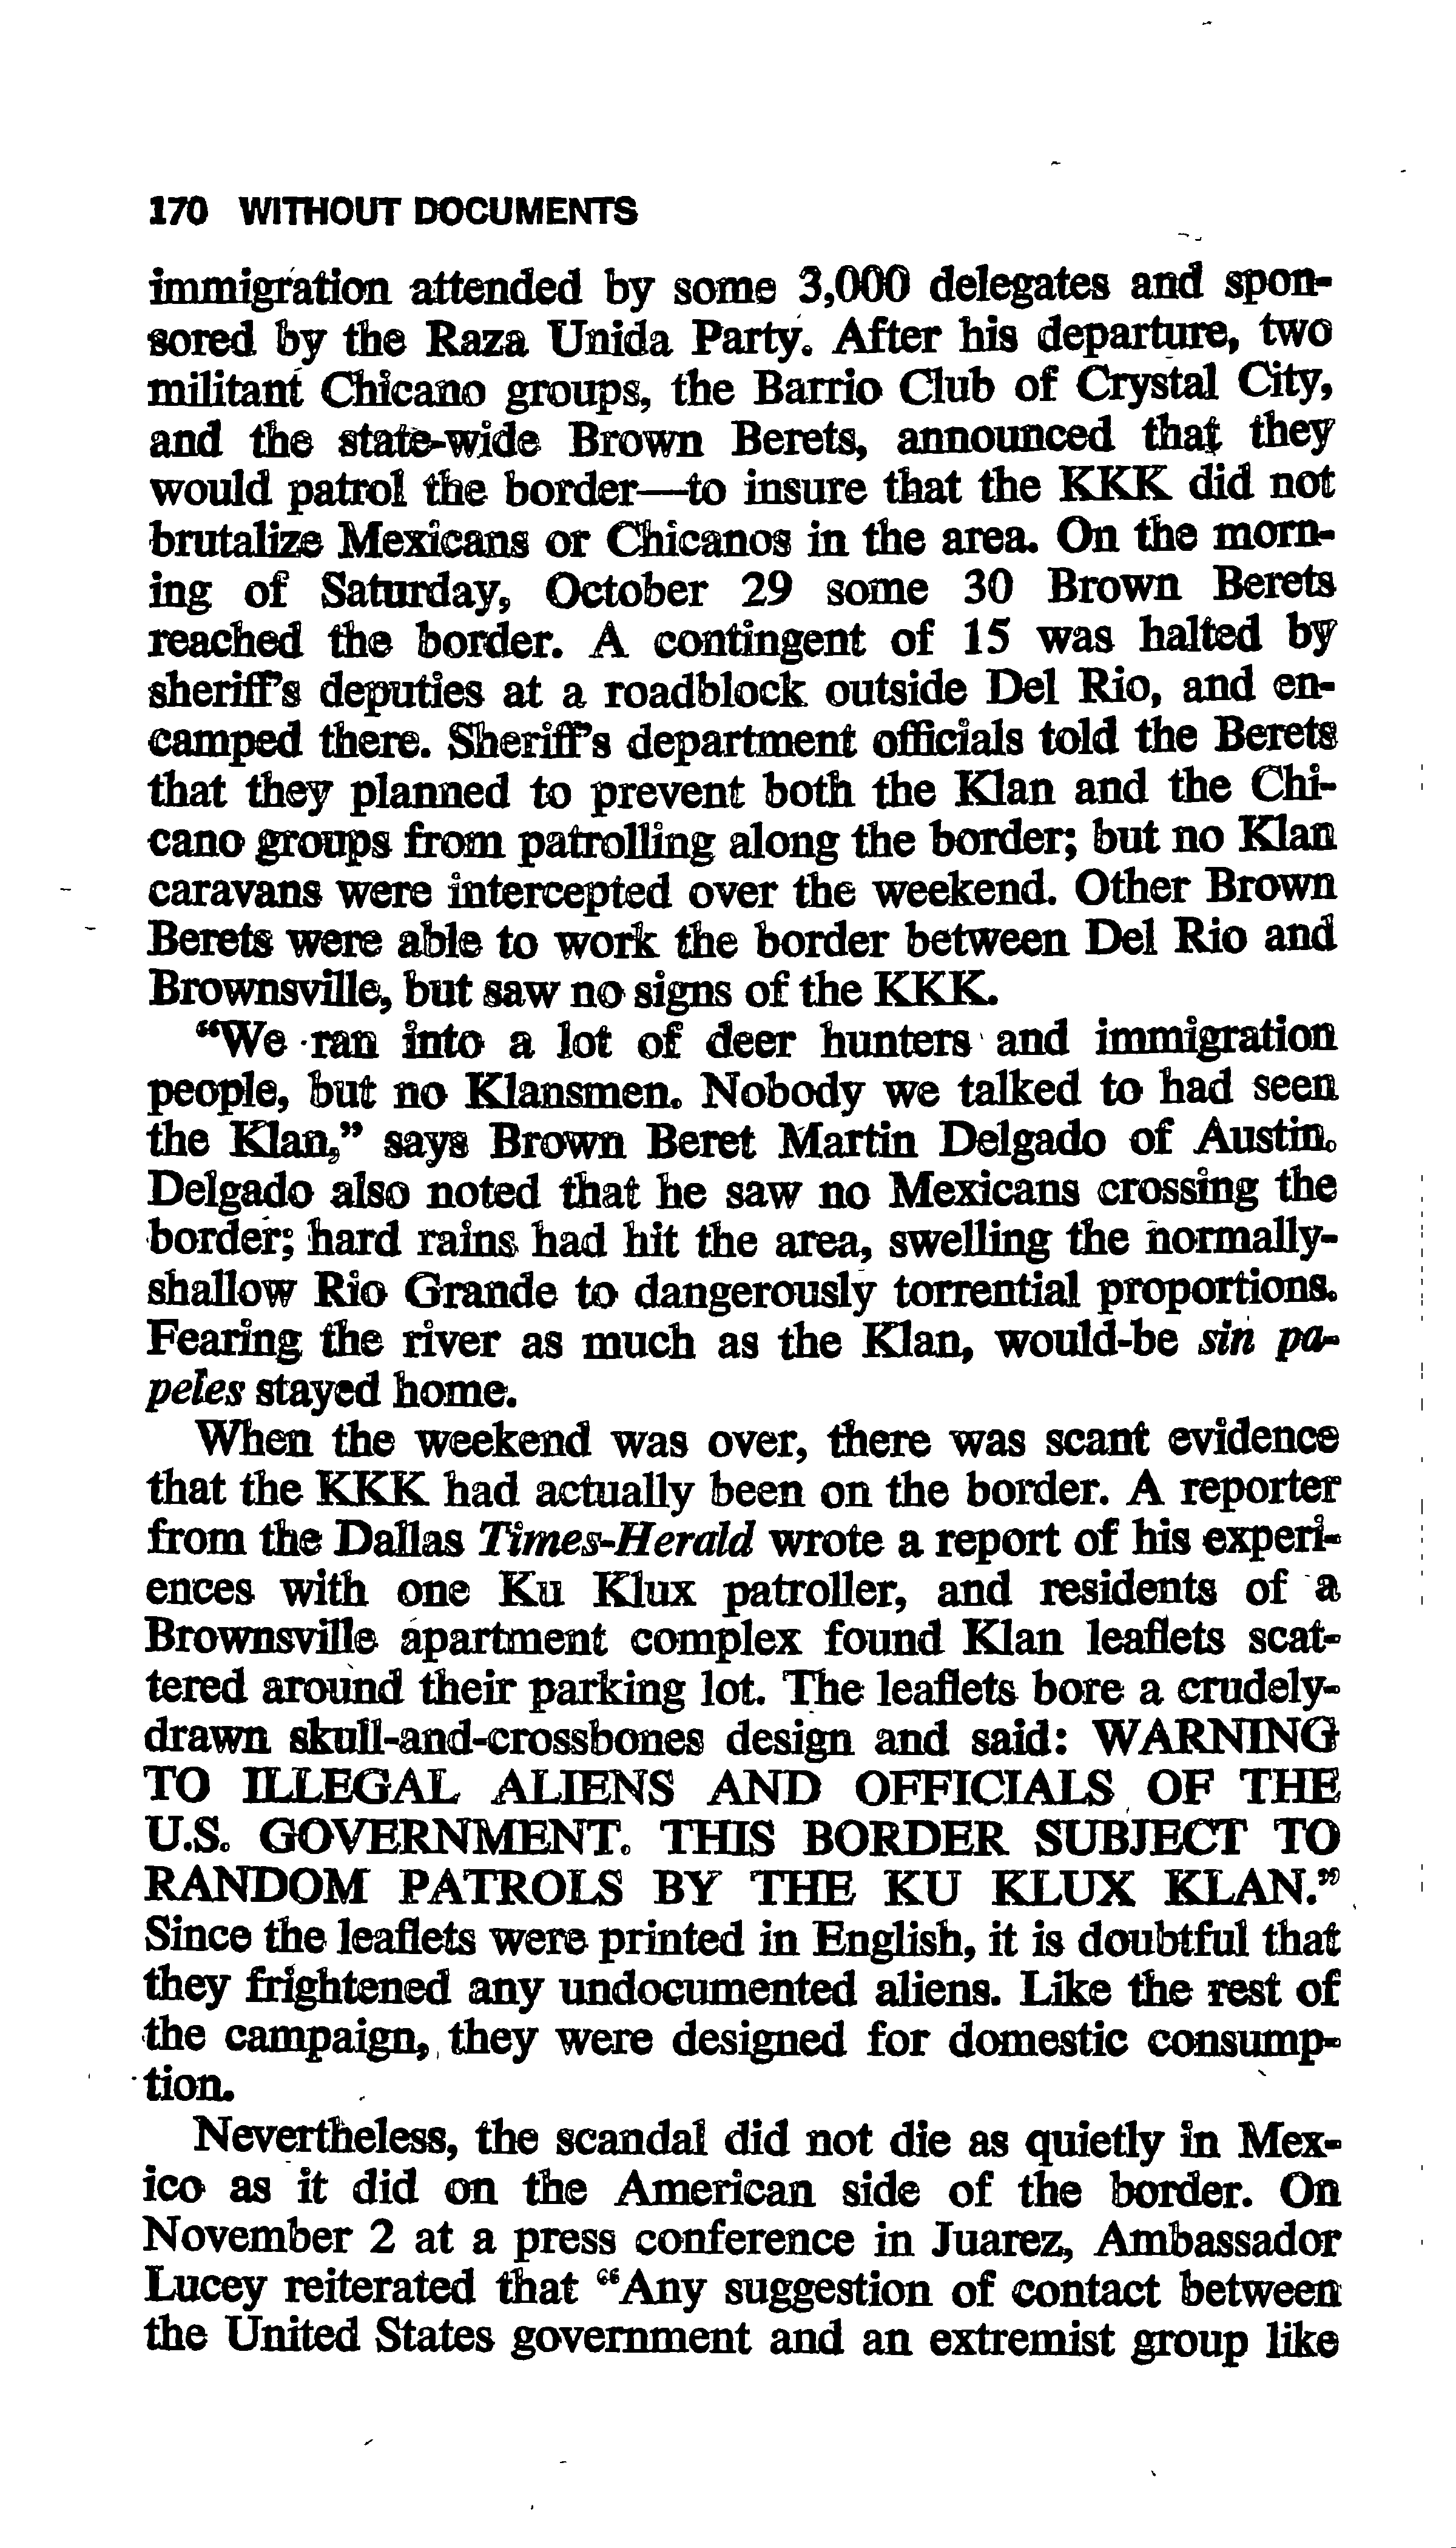 170 WITHOUT DOCUMENTS
immigration attended by some 3,000 delegates and spon-
sored by the Raza Unida Party. After his departure, two
militant Chicano groups, the Barrio Club of Crystal City,
and the state-wide Brown Berets, announced that they
would patrol the border—to insure that the KKK did not
brutalize Mexicans or Chicanos in the area. On the morn-
ing of Saturday, October 29 some 30 Brown Berets
reached the border. A contingent of 15 was halted by
sheriff's deputies at a roadblock outside Del Rio, and en-
camped there. Sheriff's department officials told the Berets
that they planned to prevent both the Klan and the Chi-
cano groups from patrolling along the border; but no Klan
caravans were intercepted over the weekend. Other Brown
Berets were able to work the border between Del Rio and
Brownsville, but saw no signs of the KKK.
"We ran into a lot of deer hunters and immigration
people, but no Klansmen. Nobody we talked to had seen
the Klan," says Brown Beret Martin Delgado of Austin.
Delgado also noted that he saw no Mexicans crossing the
border; hard rains had hit the area, swelling the normally-
shallow Rio Grande to dangerously torrential proportions.
Fearing the river as much as the Klan, would-be sin pa-
peles stayed home.
When the weekend was over, there was scant evidence
that the KKK had actually been on the border. A reporter
from the Dallas Times-Herald wrote a report of his experi-
ences with one Ku Klux patroller, and residents of a
Brownsville apartment complex found Klan leaflets scat-
tered around their parking lot. The leaflets bore a crudely-
drawn skull-and-crossbones design and said: WARNING
TO ILLEGAL ALIENS AND OFFICIALS OF THE
U.S. GOVERNMENT. THIS BORDER SUBJECT TO
RANDOM PATROLS BY THE KU KLUX KLAN."
Since the leaflets were printed in English, it is doubtful that
they frightened any undocumented aliens. Like the rest of
the campaign, they were designed for domestic consump-
tion.
Nevertheless, the scandal did not die as quietly in Mex-
ico as it did on the American side of the border. On
November 2 at a press conference in Juarez, Ambassador
Lucey reiterated that "Any suggestion of contact between
the United States government and an extremist group like